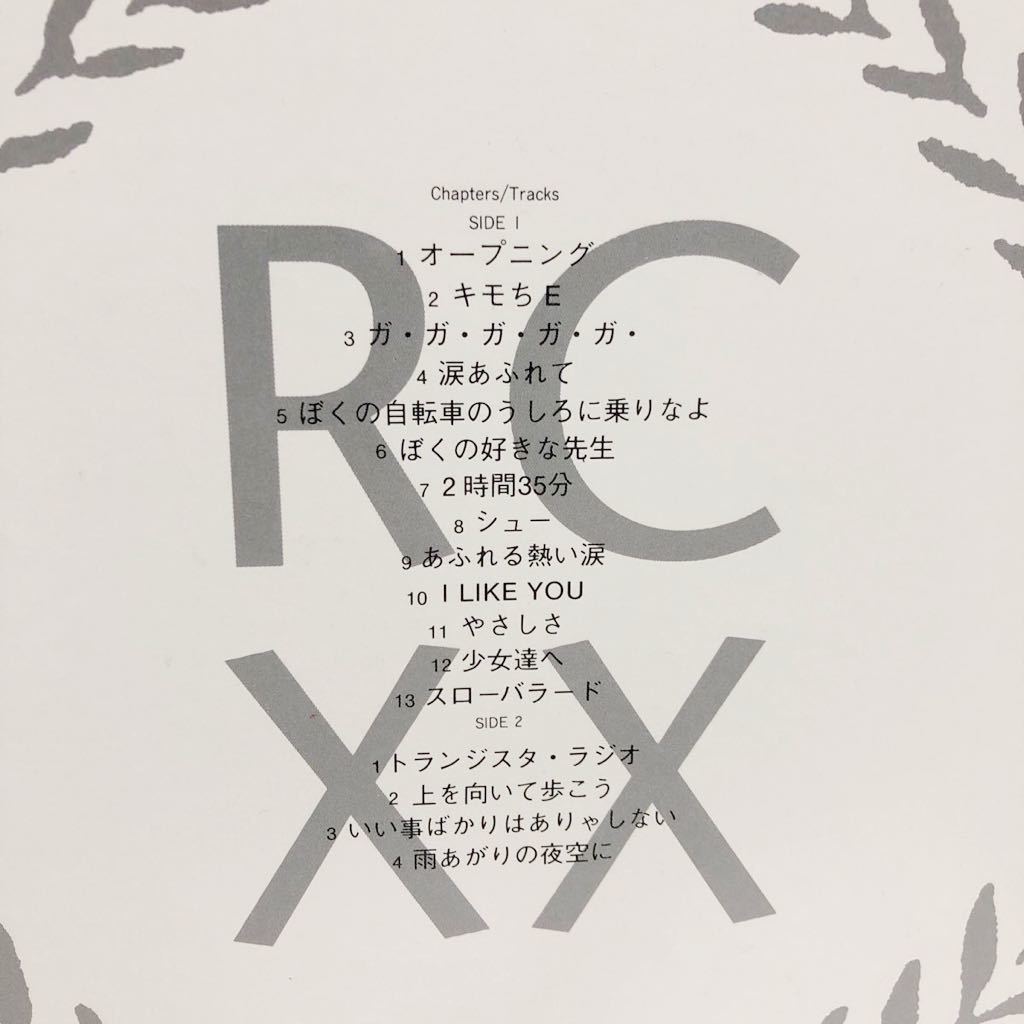 Chapters/Tracks
SIDE 1
1 オープニング
2 キモちE
3 ガ・ガ・ガ・ガ・ガ・
4 涙あふれて
5 ぼくの自転車のうしろに乗りなよ
6 ぼくの好きな先生
7 2時間35分
8 シュー
9 あふれる熱い涙
10 I LIKE YOU
11 やさしさ
12 少女達へ
13 スローバラード
SIDE 2
1 トランジスタ・ラジオ
2 上を向いて歩こう
3 いい事ばかりはありゃしない
4 雨あがりの夜空に
RC
XX